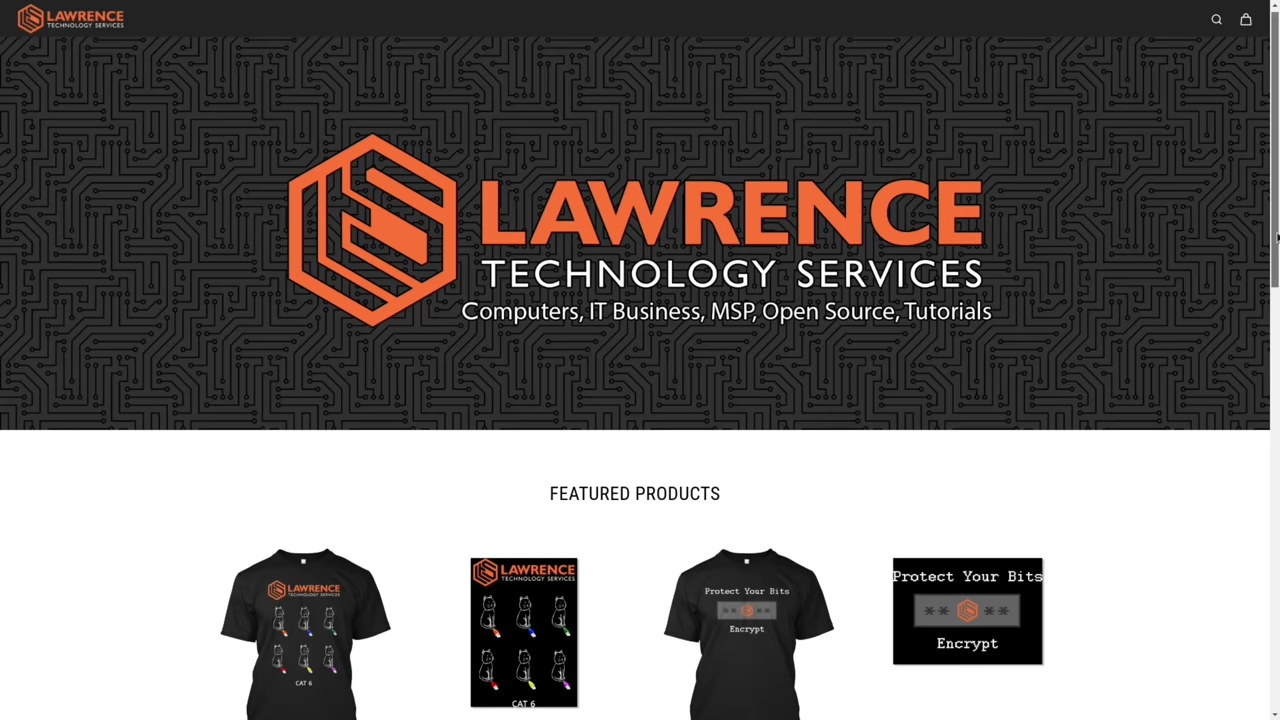 LAWRENCE
TECHNOLOGY SERVICES
LAWRENCE
TECHNOLOGY SERVICES
Computers, IT Business, MSP, Open Source, Tutorials
FEATURED PRODUCTS
LAWRENCE
TECHNOLOGY SERVICES
CAT 6
LAWRENCE
TECHNOLOGY SERVICES
CAT 6
Protect Your Bits
**  **
Encrypt
Protect Your Bits
**  **
Encrypt